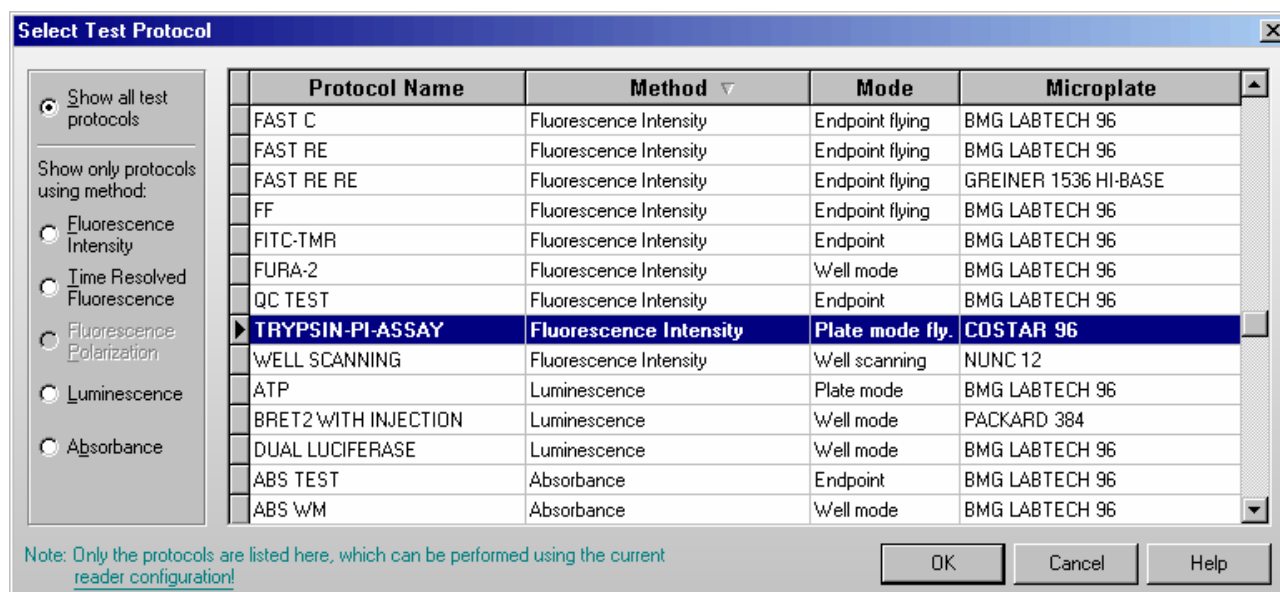 Select Test Protocol
Show all test
protocols
Show only protocols
using method:
Fluorescence
Intensity
Time Resolved
Fluorescence
Fluorescence
Polarization
Luminescence
Absorbance
Protocol Name Method Mode Microplate
FAST C Fluorescence Intensity Endpoint flying BMG LABTECH 96
FAST RE Fluorescence Intensity Endpoint flying BMG LABTECH 96
FAST RE RE Fluorescence Intensity Endpoint flying GREINER 1536 HI-BASE
FF Fluorescence Intensity Endpoint flying BMG LABTECH 96
FITC-TMR Fluorescence Intensity Endpoint BMG LABTECH 96
FURA-2 Fluorescence Intensity Well mode BMG LABTECH 96
QC TEST Fluorescence Intensity Endpoint BMG LABTECH 96
TRYPSIN-PI-ASSAY Fluorescence Intensity Plate mode fly. COSTAR 96
WELL SCANNING Fluorescence Intensity Well scanning NUNC 12
ATP Luminescence Plate mode BMG LABTECH 96
BRET2 WITH INJECTION Luminescence Well mode PACKARD 384
DUAL LUCIFERASE Luminescence Well mode BMG LABTECH 96
ABS TEST Absorbance Endpoint BMG LABTECH 96
ABS WM Absorbance Well mode BMG LABTECH 96
Note: Only the protocols are listed here, which can be performed using the current
reader configuration!
OK Cancel Help